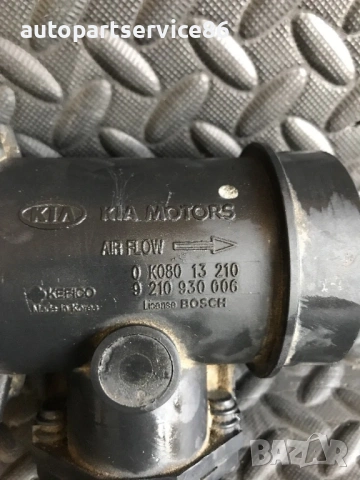 autopartservice86
KIA KIA MOTORS
AIR FLOW
0 K080 13 210
9 210 930 006
KEFICO
Made in Korea
License BOSCH
BAZAR